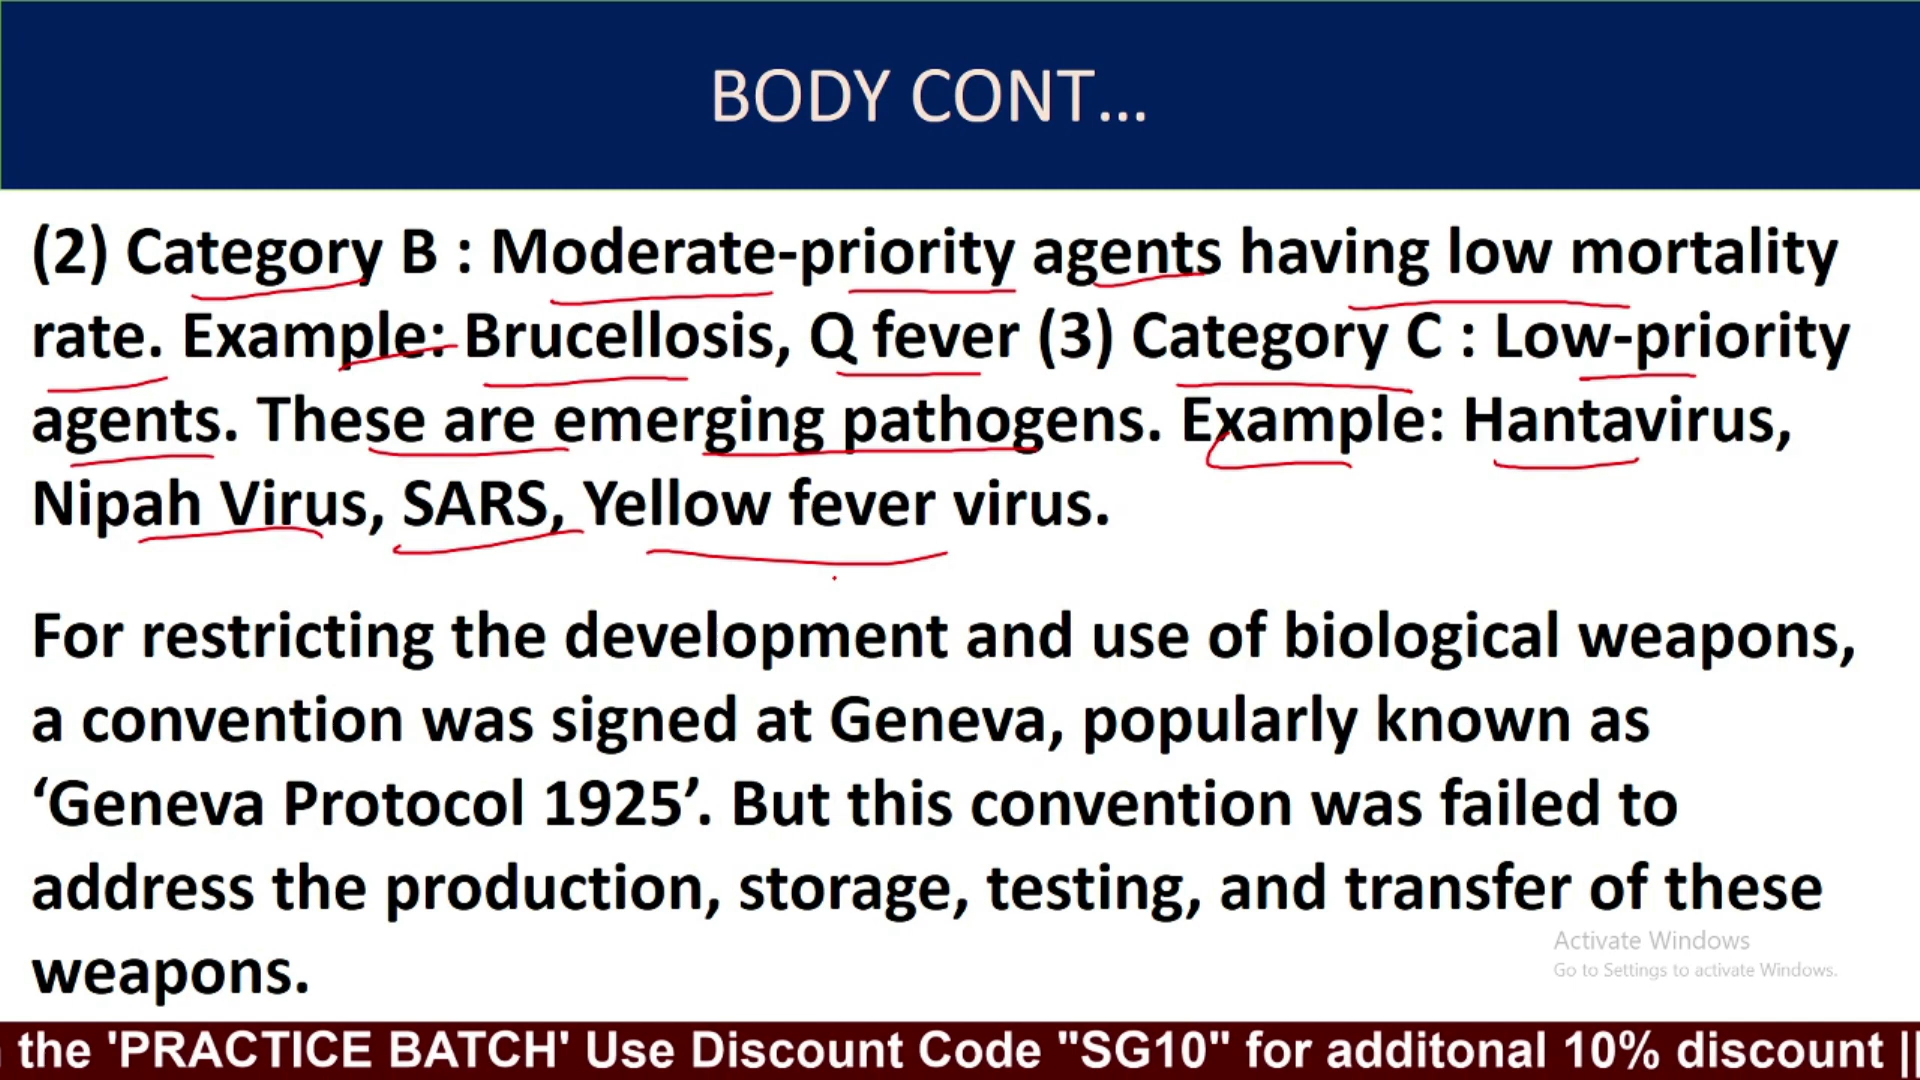 BODY CONT...
(2) Category B : Moderate-priority agents having low mortality
rate. Example: Brucellosis, Q fever (3) Category C : Low-priority
agents. These are emerging pathogens. Example: Hantavirus,
Nipah Virus, SARS, Yellow fever virus.
For restricting the development and use of biological weapons,
a convention was signed at Geneva, popularly known as
‘Geneva Protocol 1925’. But this convention was failed to
address the production, storage, testing, and transfer of these
weapons.
Activate Windows
Go to Settings to activate Windows.
the 'PRACTICE BATCH' Use Discount Code "SG10" for additonal 10% discount ||